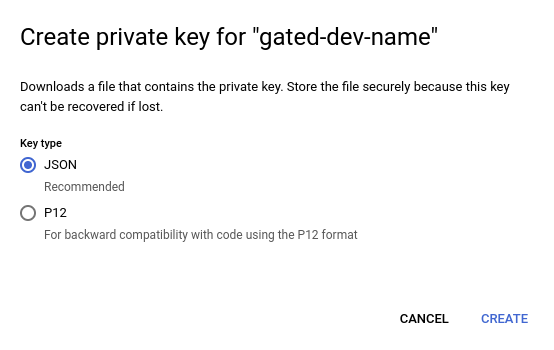 Create private key for "gated-dev-name"
Downloads a file that contains the private key. Store the file securely because this key
can't be recovered if lost.
Key type
JSON
Recommended
P12
For backward compatibility with code using the P12 format
CANCEL CREATE